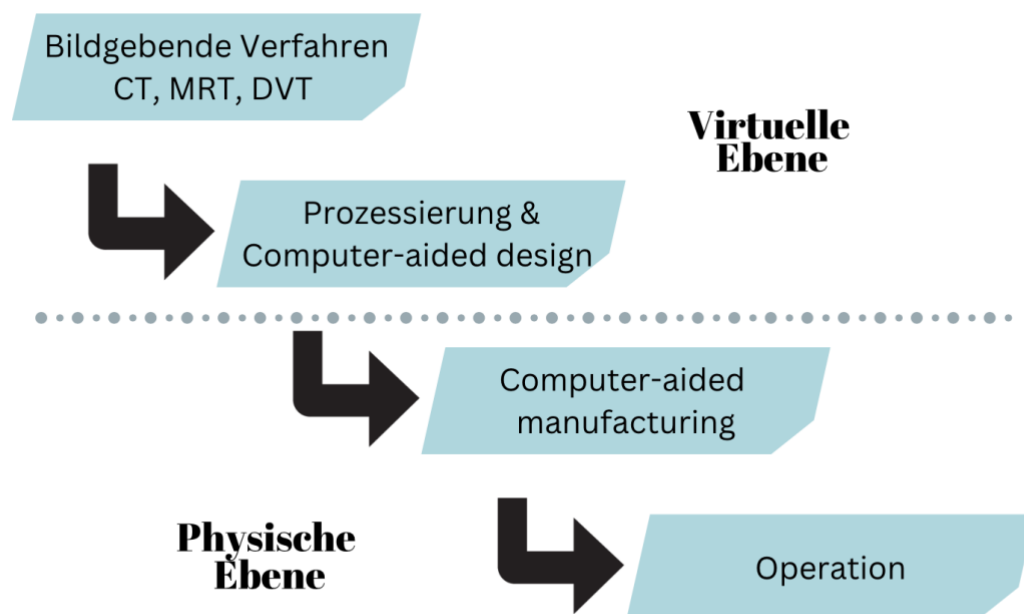 Bildgebende Verfahren
CT, MRT, DVT
Virtuelle
Ebene
Prozessierung &
Computer-aided design
Computer-aided
manufacturing
Physische
Ebene
Operation